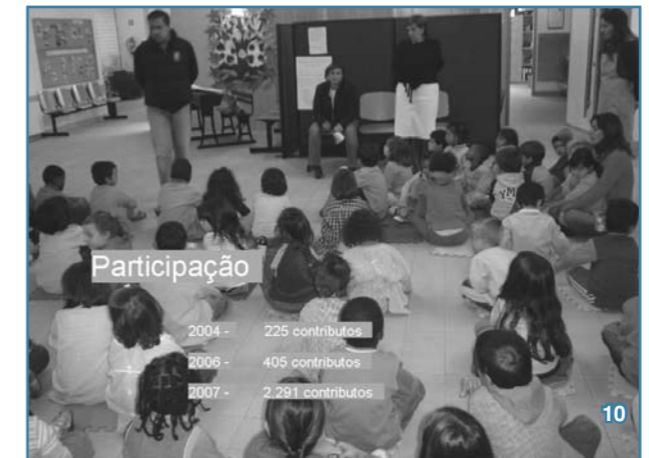 Participação
2004 - 225 contributos
2006 - 405 contributos
2007 - 2.291 contributos
10